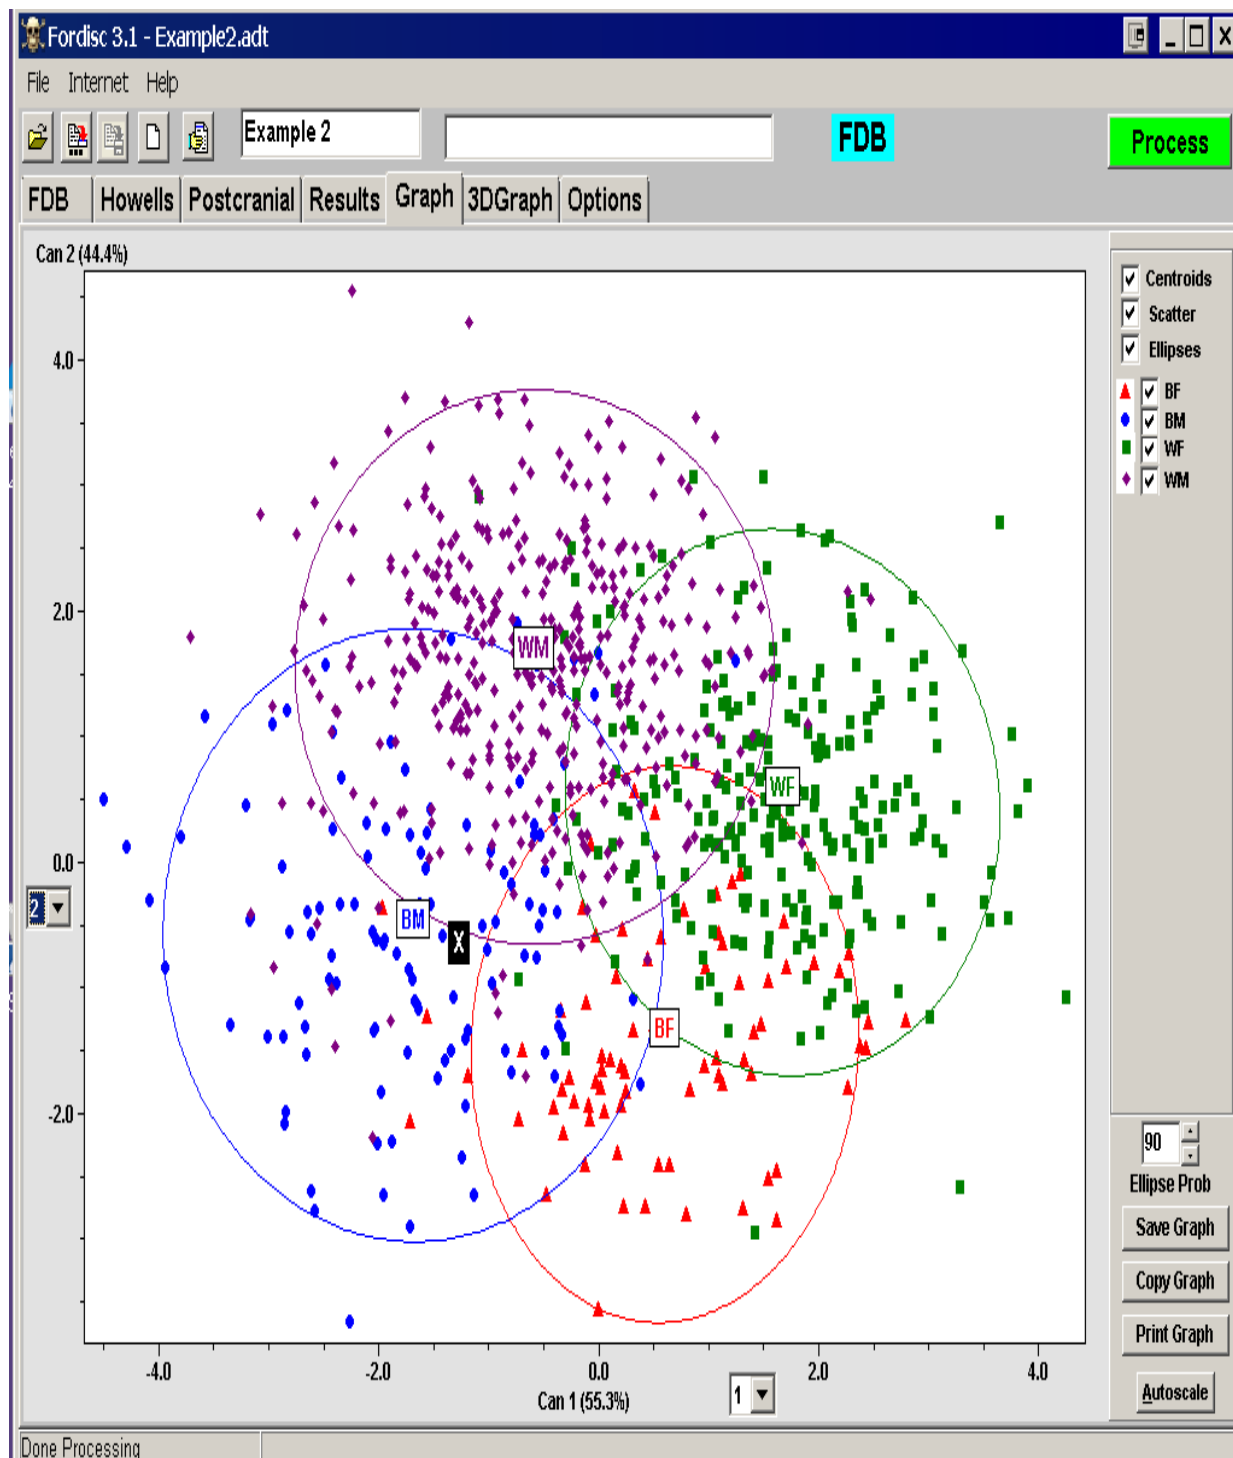 Fordisc 3.1 - Example2.adt
File Internet Help
Example 2
FDB
Process
FDB Howells Postcranial Results Graph 3DGraph Options
Can 2 (44.4%)
Centroids
Scatter
Ellipses
BF
BM
WF
WM
4.0
2.0
0.0
-2.0
2
WM
WF
BM
X
BF
90
Ellipse Prob
Save Graph
Copy Graph
Print Graph
Autoscale
-4.0 -2.0 0.0 2.0 4.0
Can 1 (55.3%)
1
Done Processing